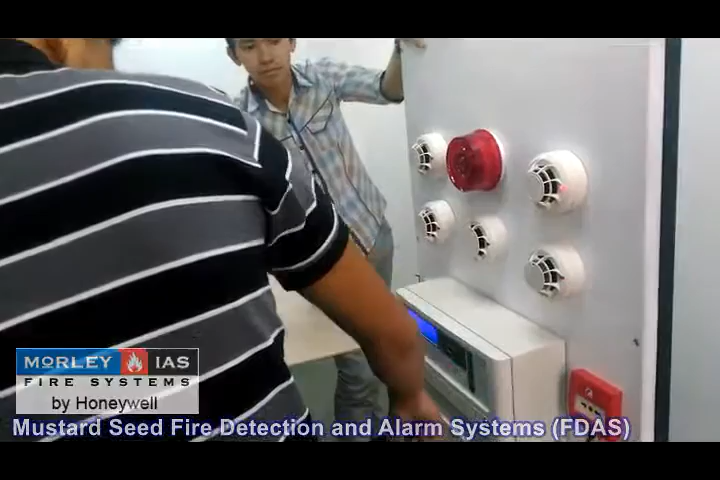 MORLEY IAS
FIRE SYSTEMS
by Honeywell
Mustard Seed Fire Detection and Alarm Systems (FDAS)